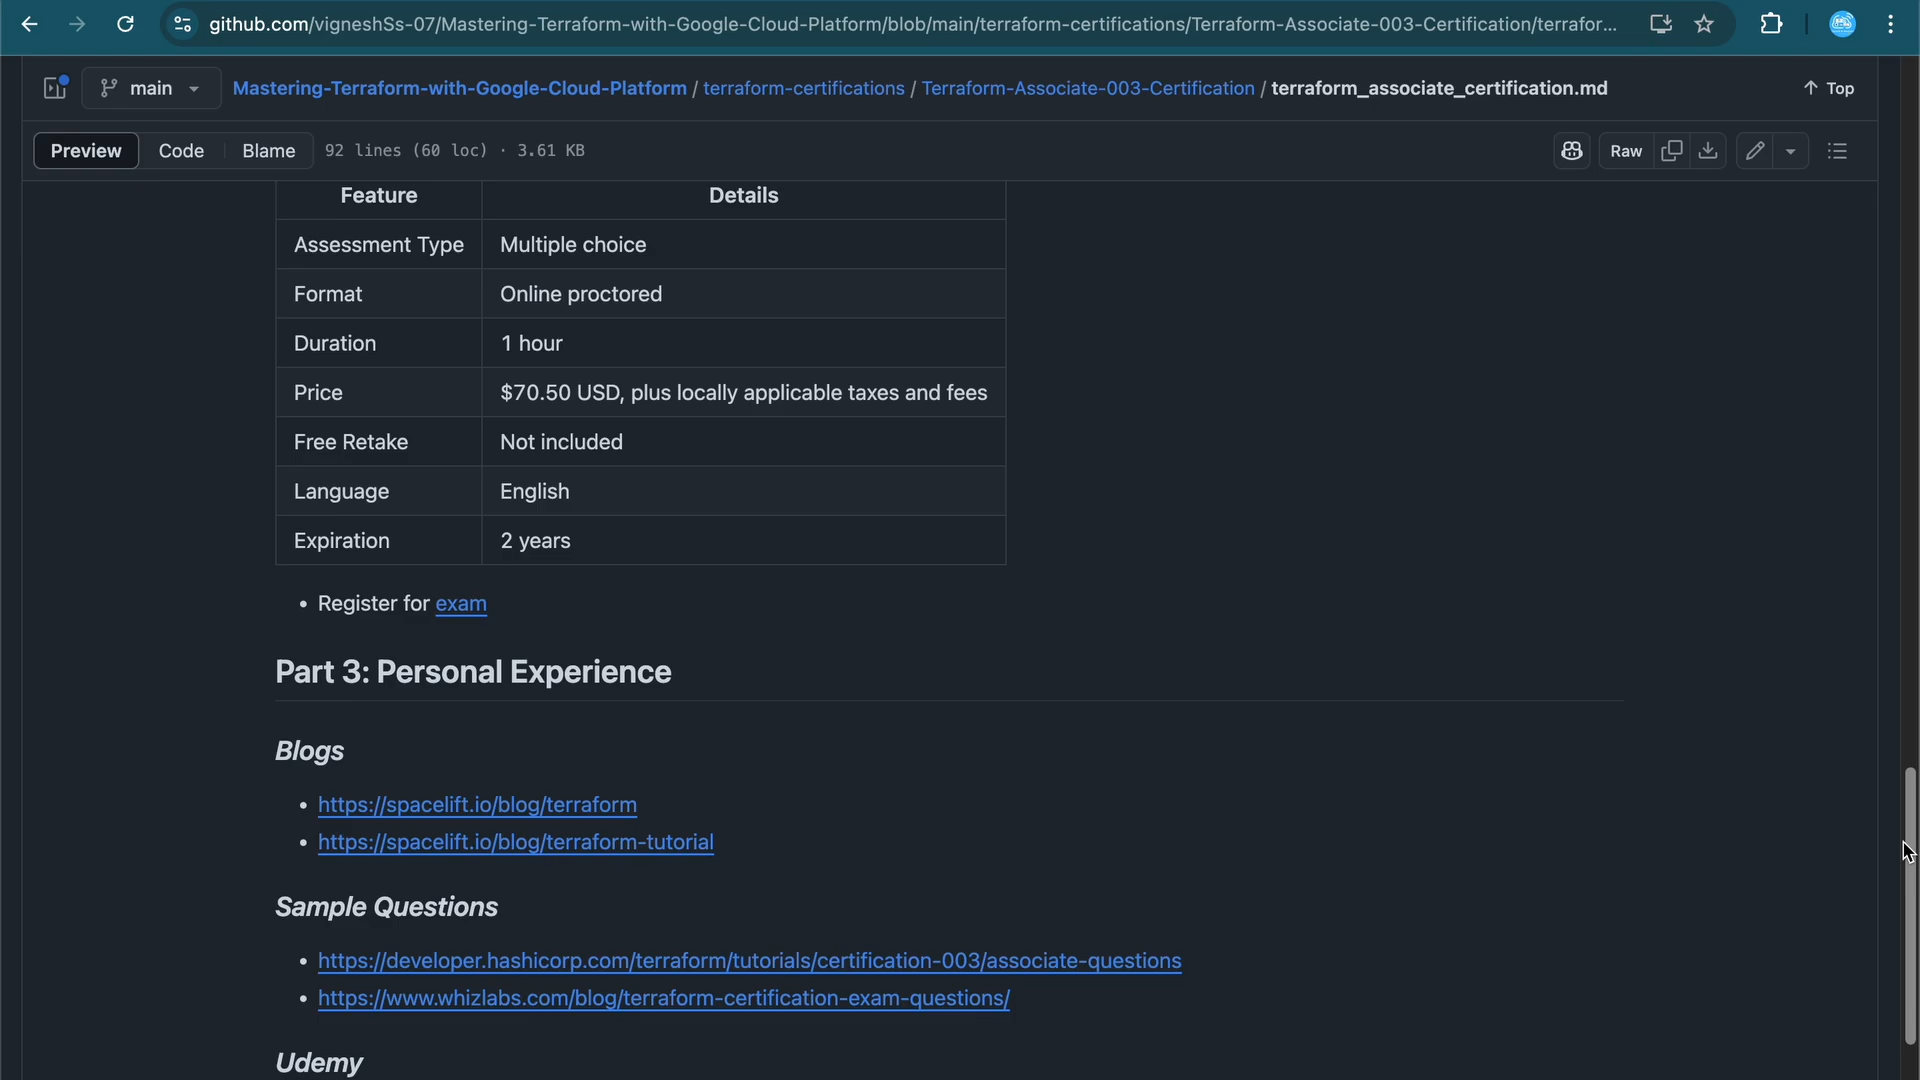 github.com/vigneshSs-07/Mastering-Terraform-with-Google-Cloud-Platform/blob/main/terraform-certifications/Terraform-Associate-003-Certification/terrafor...
main
Mastering-Terraform-with-Google-Cloud-Platform / terraform-certifications / Terraform-Associate-003-Certification / terraform_associate_certification.md
Top
Preview Code Blame 92 lines (60 loc) · 3.61 KB
Raw
Feature Details
Assessment Type Multiple choice
Format Online proctored
Duration 1 hour
Price $70.50 USD, plus locally applicable taxes and fees
Free Retake Not included
Language English
Expiration 2 years
• Register for exam
Part 3: Personal Experience
Blogs
• https://spacelift.io/blog/terraform
• https://spacelift.io/blog/terraform-tutorial
Sample Questions
• https://developer.hashicorp.com/terraform/tutorials/certification-003/associate-questions
• https://www.whizlabs.com/blog/terraform-certification-exam-questions/
Udemy